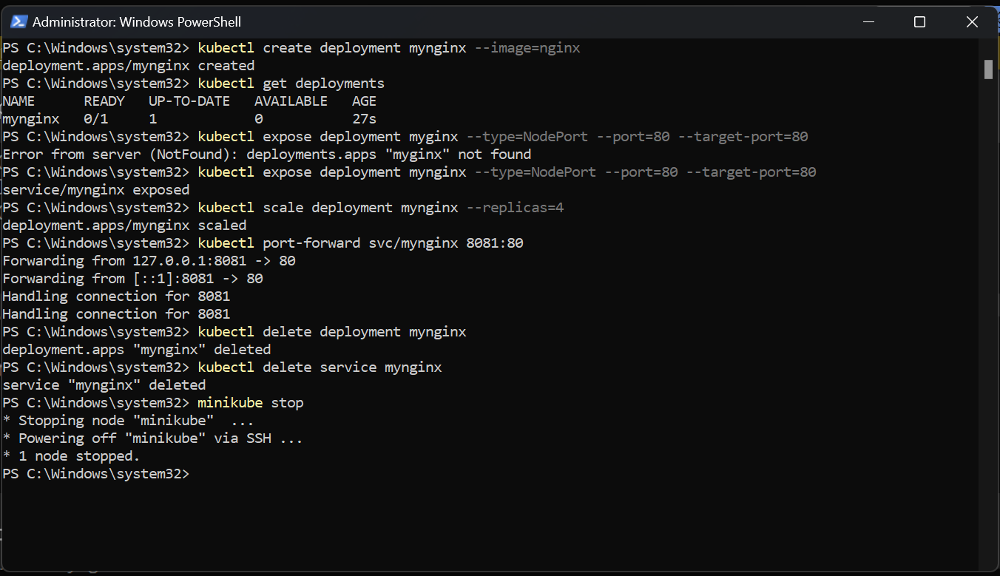 Administrator: Windows PowerShell
PS C:\Windows\system32> kubectl create deployment mynginx --image=nginx
deployment.apps/mynginx created
PS C:\Windows\system32> kubectl get deployments
NAME      READY   UP-TO-DATE   AVAILABLE   AGE
mynginx   0/1     1            0           27s
PS C:\Windows\system32> kubectl expose deployment myginx --type=NodePort --port=80 --target-port=80
Error from server (NotFound): deployments.apps "myginx" not found
PS C:\Windows\system32> kubectl expose deployment mynginx --type=NodePort --port=80 --target-port=80
service/mynginx exposed
PS C:\Windows\system32> kubectl scale deployment mynginx --replicas=4
deployment.apps/mynginx scaled
PS C:\Windows\system32> kubectl port-forward svc/mynginx 8081:80
Forwarding from 127.0.0.1:8081 -> 80
Forwarding from [::1]:8081 -> 80
Handling connection for 8081
Handling connection for 8081
PS C:\Windows\system32> kubectl delete deployment mynginx
deployment.apps "mynginx" deleted
PS C:\Windows\system32> kubectl delete service mynginx
service "mynginx" deleted
PS C:\Windows\system32> minikube stop
* Stopping node "minikube"  ...
* Powering off "minikube" via SSH ...
* 1 node stopped.
PS C:\Windows\system32>